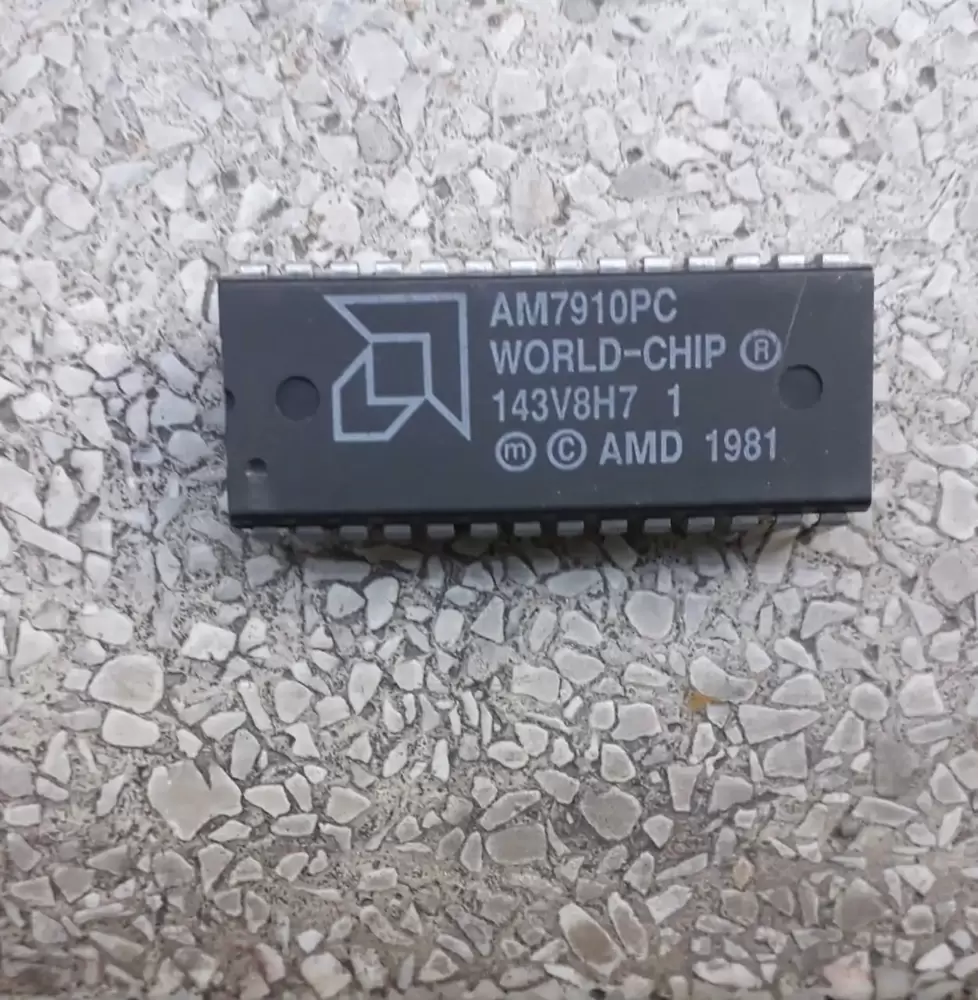 AM7910PC
WORLD-CHIP ®
143V8H7 1
ⓜ © AMD 1981